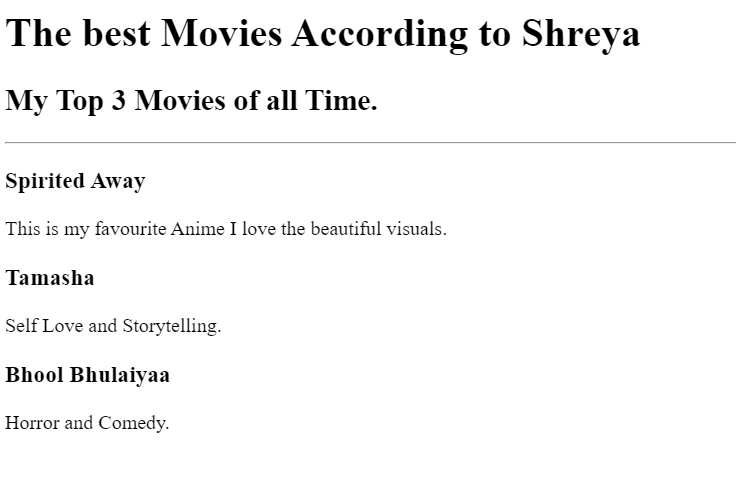 The best Movies According to Shreya
My Top 3 Movies of all Time.
Spirited Away
This is my favourite Anime I love the beautiful visuals.
Tamasha
Self Love and Storytelling.
Bhool Bhulaiyaa
Horror and Comedy.